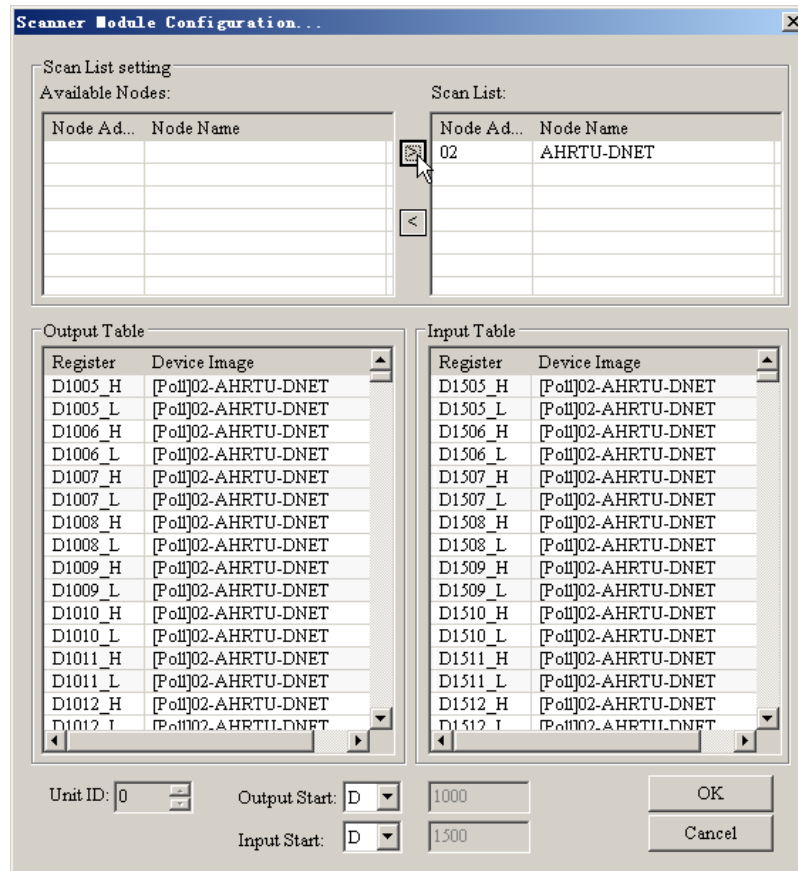 Scanner Module Configuration...
Scan List setting
Available Nodes:
Node Ad... Node Name
>
<
Scan List:
Node Ad... Node Name
02 AHRTU-DNET
Output Table
Register Device Image
D1005_H [Poll]02-AHRTU-DNET
D1005_L [Poll]02-AHRTU-DNET
D1006_H [Poll]02-AHRTU-DNET
D1006_L [Poll]02-AHRTU-DNET
D1007_H [Poll]02-AHRTU-DNET
D1007_L [Poll]02-AHRTU-DNET
D1008_H [Poll]02-AHRTU-DNET
D1008_L [Poll]02-AHRTU-DNET
D1009_H [Poll]02-AHRTU-DNET
D1009_L [Poll]02-AHRTU-DNET
D1010_H [Poll]02-AHRTU-DNET
D1010_L [Poll]02-AHRTU-DNET
D1011_H [Poll]02-AHRTU-DNET
D1011_L [Poll]02-AHRTU-DNET
D1012_H [Poll]02-AHRTU-DNET
D1012_L [Poll]02-AHRTU-DNET
Input Table
Register Device Image
D1505_H [Poll]02-AHRTU-DNET
D1505_L [Poll]02-AHRTU-DNET
D1506_H [Poll]02-AHRTU-DNET
D1506_L [Poll]02-AHRTU-DNET
D1507_H [Poll]02-AHRTU-DNET
D1507_L [Poll]02-AHRTU-DNET
D1508_H [Poll]02-AHRTU-DNET
D1508_L [Poll]02-AHRTU-DNET
D1509_H [Poll]02-AHRTU-DNET
D1509_L [Poll]02-AHRTU-DNET
D1510_H [Poll]02-AHRTU-DNET
D1510_L [Poll]02-AHRTU-DNET
D1511_H [Poll]02-AHRTU-DNET
D1511_L [Poll]02-AHRTU-DNET
D1512_H [Poll]02-AHRTU-DNET
D1512_L [Poll]02-AHRTU-DNET
Unit ID: 0
Output Start: D 1000
Input Start: D 1500
OK
Cancel